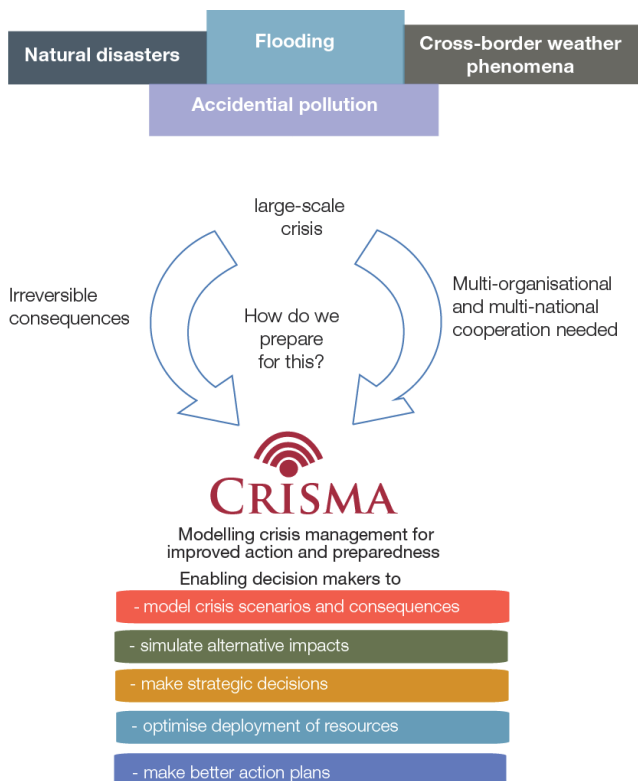 Natural disasters
Flooding
Cross-border weather
phenomena
Accidential pollution
large-scale
crisis
Irreversible
consequences
How do we
prepare
for this?
Multi-organisational
and multi-national
cooperation needed
CRISMA
Modelling crisis management for
improved action and preparedness
Enabling decision makers to
- model crisis scenarios and consequences
- simulate alternative impacts
- make strategic decisions
- optimise deployment of resources
- make better action plans